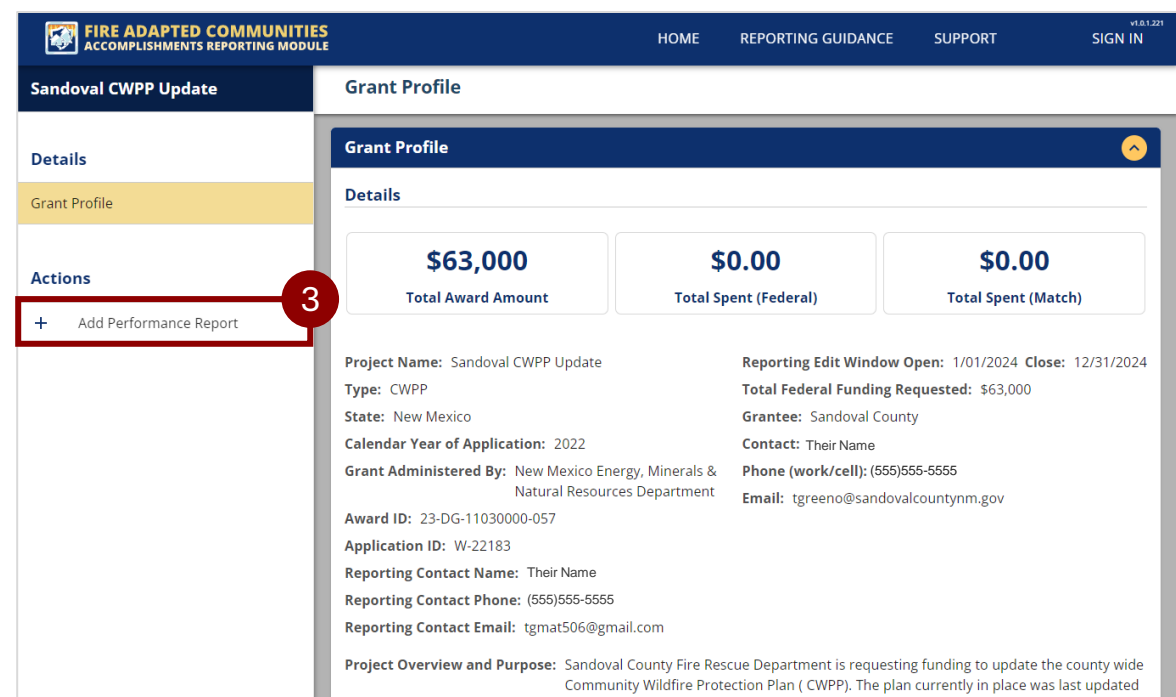 FIRE ADAPTED COMMUNITIES
ACCOMPLISHMENTS REPORTING MODULE
HOME
REPORTING GUIDANCE
SUPPORT
v1.0.1.221
SIGN IN
Sandoval CWPP Update
Details
Grant Profile
Actions
3
+ Add Performance Report
Grant Profile
Grant Profile
Details
$63,000
Total Award Amount
$0.00
Total Spent (Federal)
$0.00
Total Spent (Match)
Project Name: Sandoval CWPP Update
Type: CWPP
State: New Mexico
Calendar Year of Application: 2022
Grant Administered By: New Mexico Energy, Minerals &
Natural Resources Department
Award ID: 23-DG-11030000-057
Application ID: W-22183
Reporting Contact Name: Their Name
Reporting Contact Phone: (555)555-5555
Reporting Contact Email: tgmat506@gmail.com
Reporting Edit Window Open: 1/01/2024 Close: 12/31/2024
Total Federal Funding Requested: $63,000
Grantee: Sandoval County
Contact: Their Name
Phone (work/cell): (555)555-5555
Email: tgreeno@sandovalcountynm.gov
Project Overview and Purpose: Sandoval County Fire Rescue Department is requesting funding to update the county wide
Community Wildfire Protection Plan ( CWPP). The plan currently in place was last updated